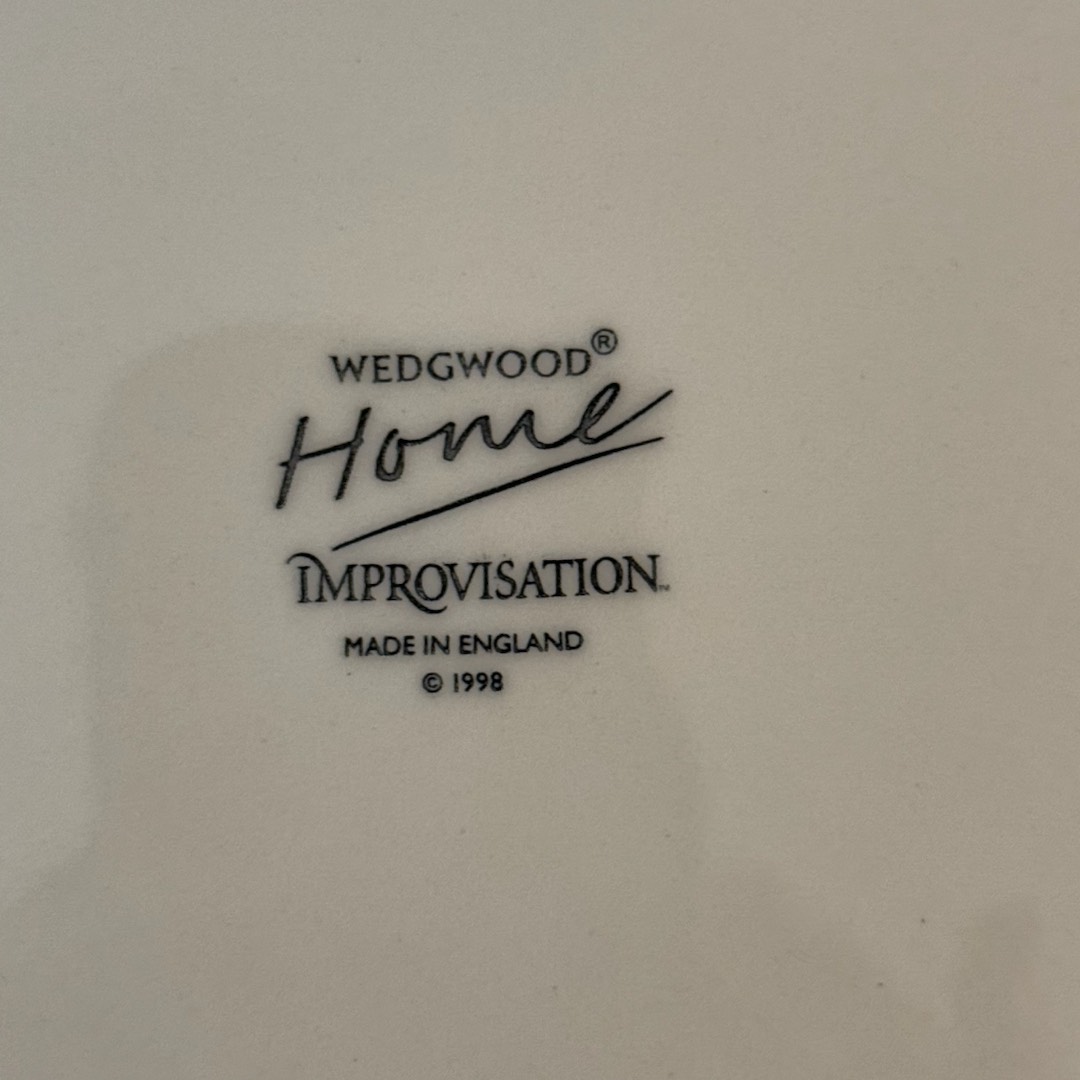 WEDGWOOD®
Home
IMPROVISATION™
MADE IN ENGLAND
© 1998